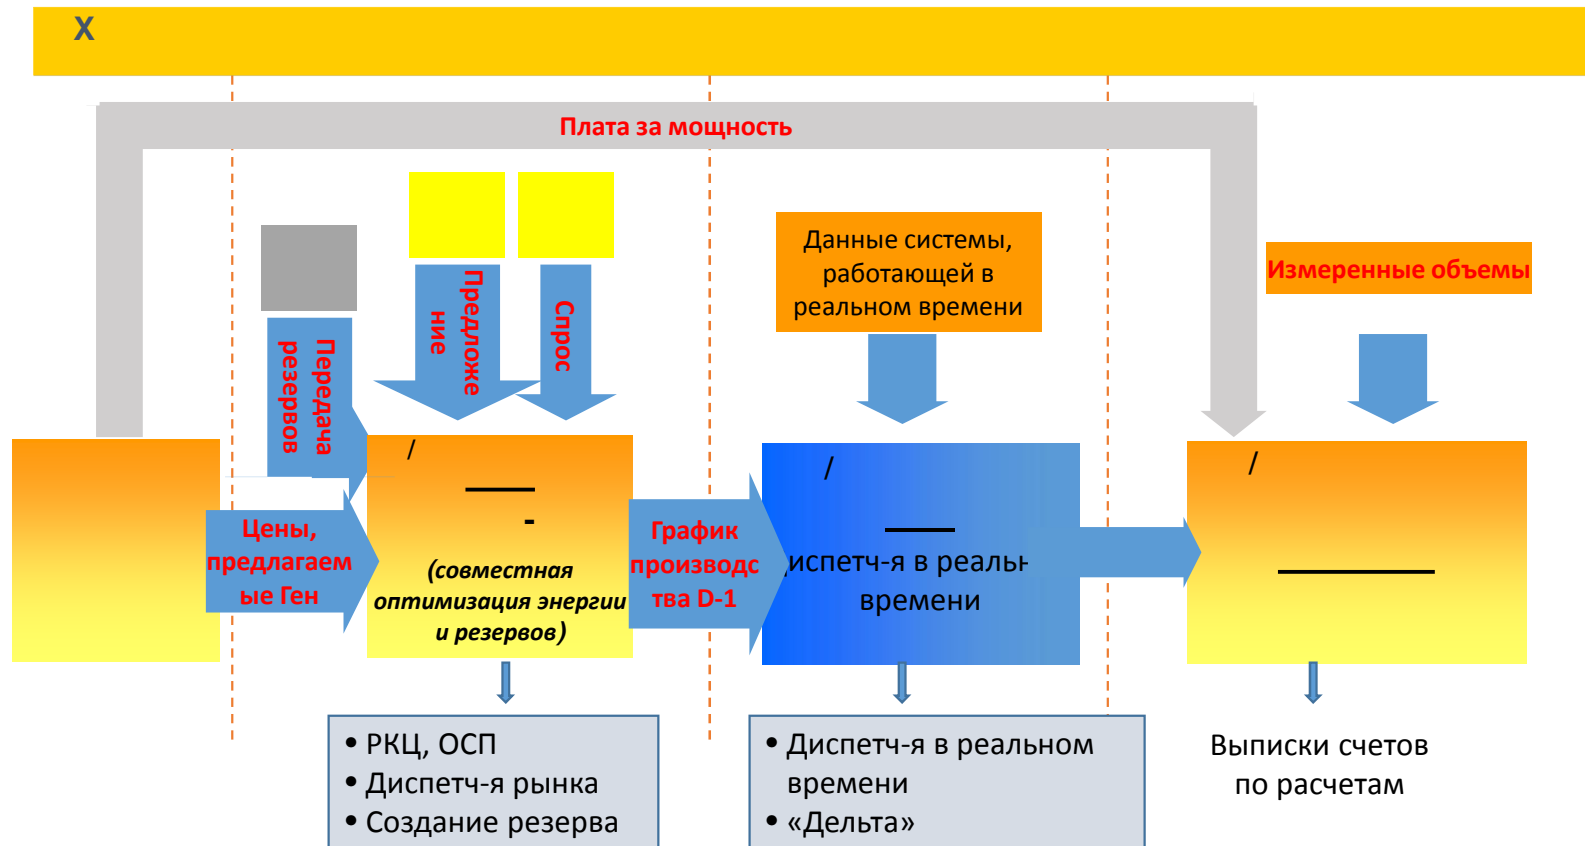 X
Плата за мощность
Передача
резервов
Предложе
ние
Спрос
Данные системы,
работающей в
реальном времени
Измеренные объемы
Цены,
предлагаем
ые Ген
/
-
(совместная
оптимизация энергии
и резервов)
График
производс
тва D-1
/
испетч-я в реальн
времени
/
• РКЦ, ОСП
• Диспетч-я рынка
• Создание резерва
• Диспетч-я в реальном
времени
• «Дельта»
Выписки счетов
по расчетам